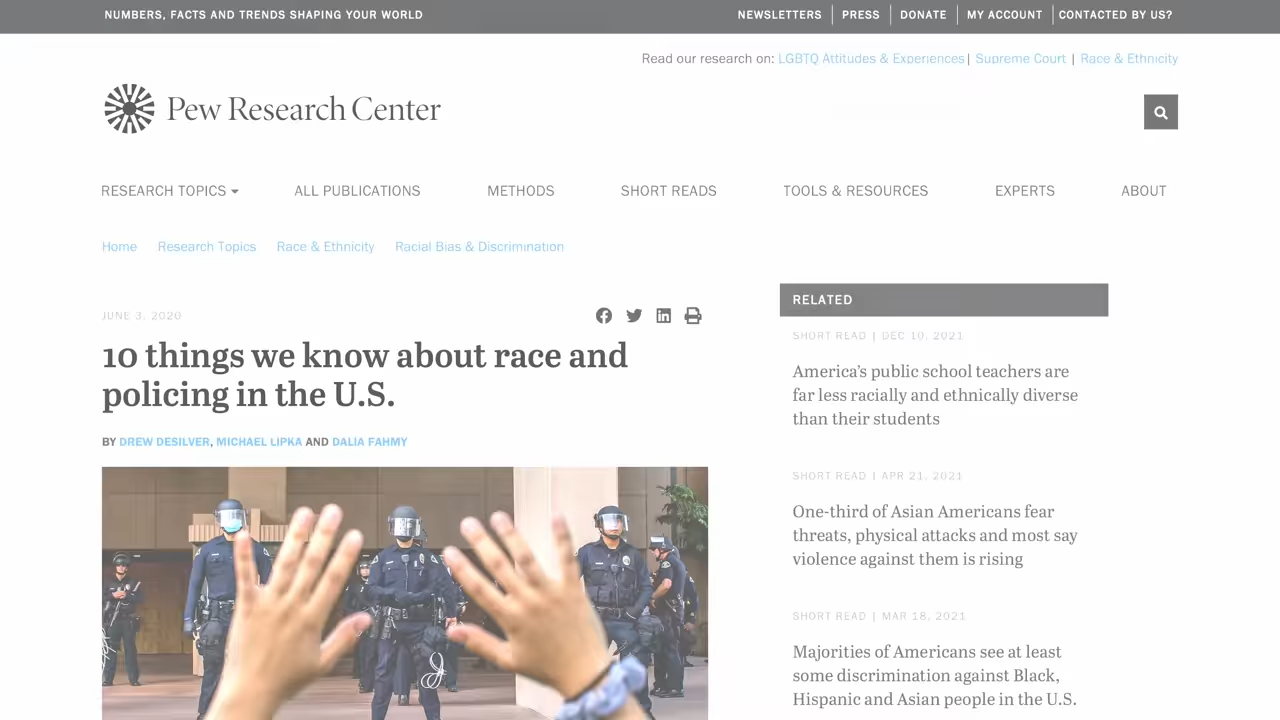 NUMBERS, FACTS AND TRENDS SHAPING YOUR WORLD
NEWSLETTERS PRESS DONATE MY ACCOUNT CONTACTED BY US?
Read our research on: LGBTQ Attitudes & Experiences | Supreme Court | Race & Ethnicity
Pew Research Center
RESEARCH TOPICS ALL PUBLICATIONS METHODS SHORT READS TOOLS & RESOURCES EXPERTS ABOUT
Home Research Topics Race & Ethnicity Racial Bias & Discrimination
JUNE 3, 2020
10 things we know about race and
policing in the U.S.
BY DREW DESILVER, MICHAEL LIPKA AND DALIA FAHMY
RELATED
SHORT READ | DEC 10, 2021
America’s public school teachers are
far less racially and ethnically diverse
than their students
SHORT READ | APR 21, 2021
One-third of Asian Americans fear
threats, physical attacks and most say
violence against them is rising
SHORT READ | MAR 18, 2021
Majorities of Americans see at least
some discrimination against Black,
Hispanic and Asian people in the U.S.